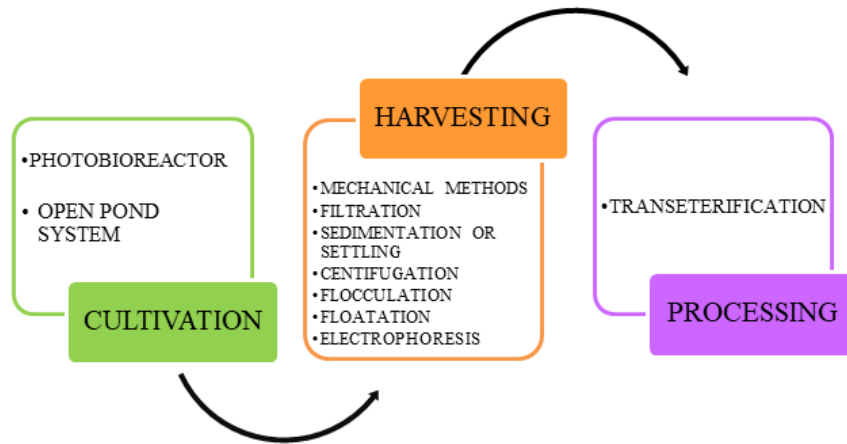 •PHOTOBIOREACTOR
• OPEN POND
SYSTEM
CULTIVATION
HARVESTING
•MECHANICAL METHODS
•FILTRATION
•SEDIMENTATION OR
SETTLING
•CENTIFUGATION
•FLOCCULATION
•FLOATATION
•ELECTROPHORESIS
•TRANSETERIFICATION
PROCESSING